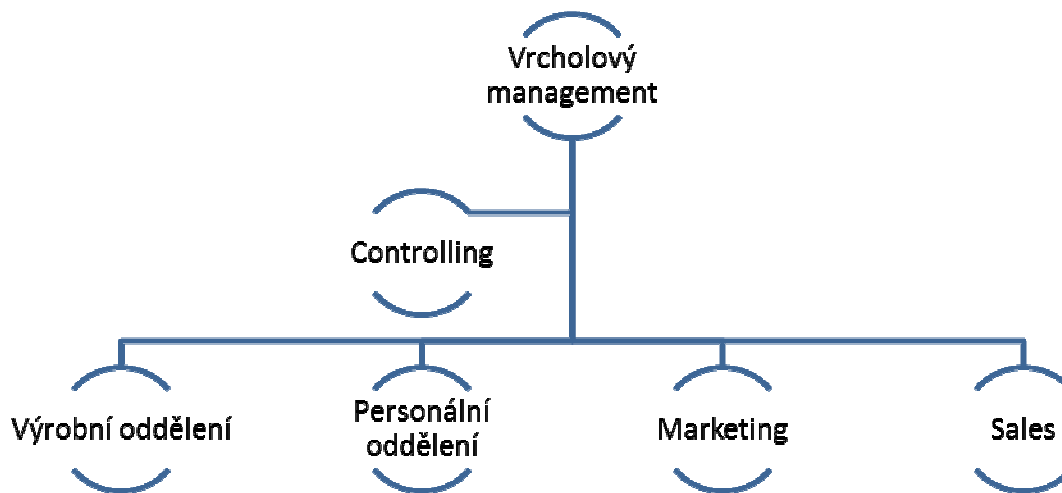 Vrcholový
management
Controlling
Výrobní oddělení
Personální
oddělení
Marketing
Sales